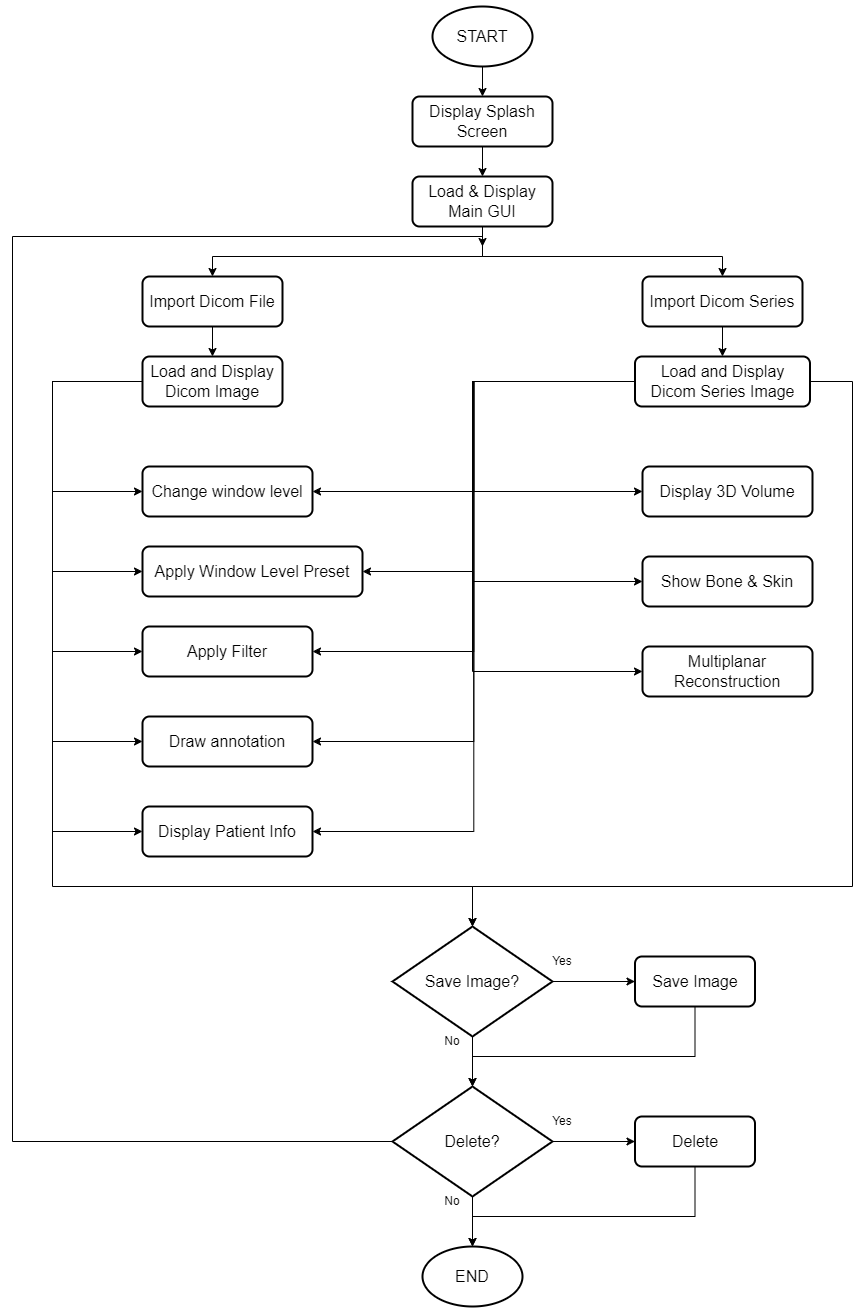 START
Display Splash
Screen
Load & Display
Main GUI
Import Dicom File
Import Dicom Series
Load and Display
Dicom Image
Load and Display
Dicom Series Image
Change window level
Display 3D Volume
Apply Window Level Preset
Show Bone & Skin
Apply Filter
Multiplanar
Reconstruction
Draw annotation
Display Patient Info
Save Image?
Yes
Save Image
No
Delete?
Yes
Delete
No
END